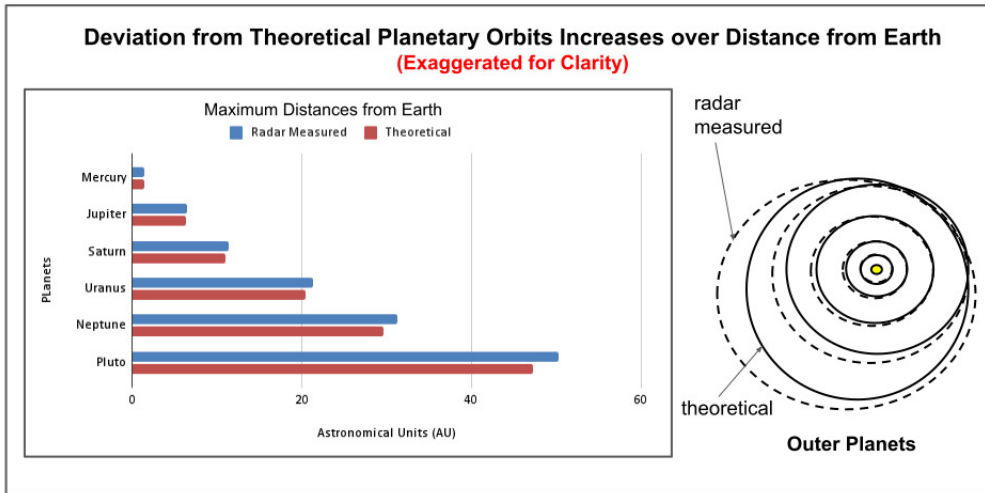 Deviation from Theoretical Planetary Orbits Increases over Distance from Earth
(Exaggerated for Clarity)
Maximum Distances from Earth
Radar Measured
Theoretical
PLanets
Mercury
Jupiter
Saturn
Uranus
Neptune
Pluto
0
20
40
60
Astronomical Units (AU)
radar
measured
theoretical
Outer Planets